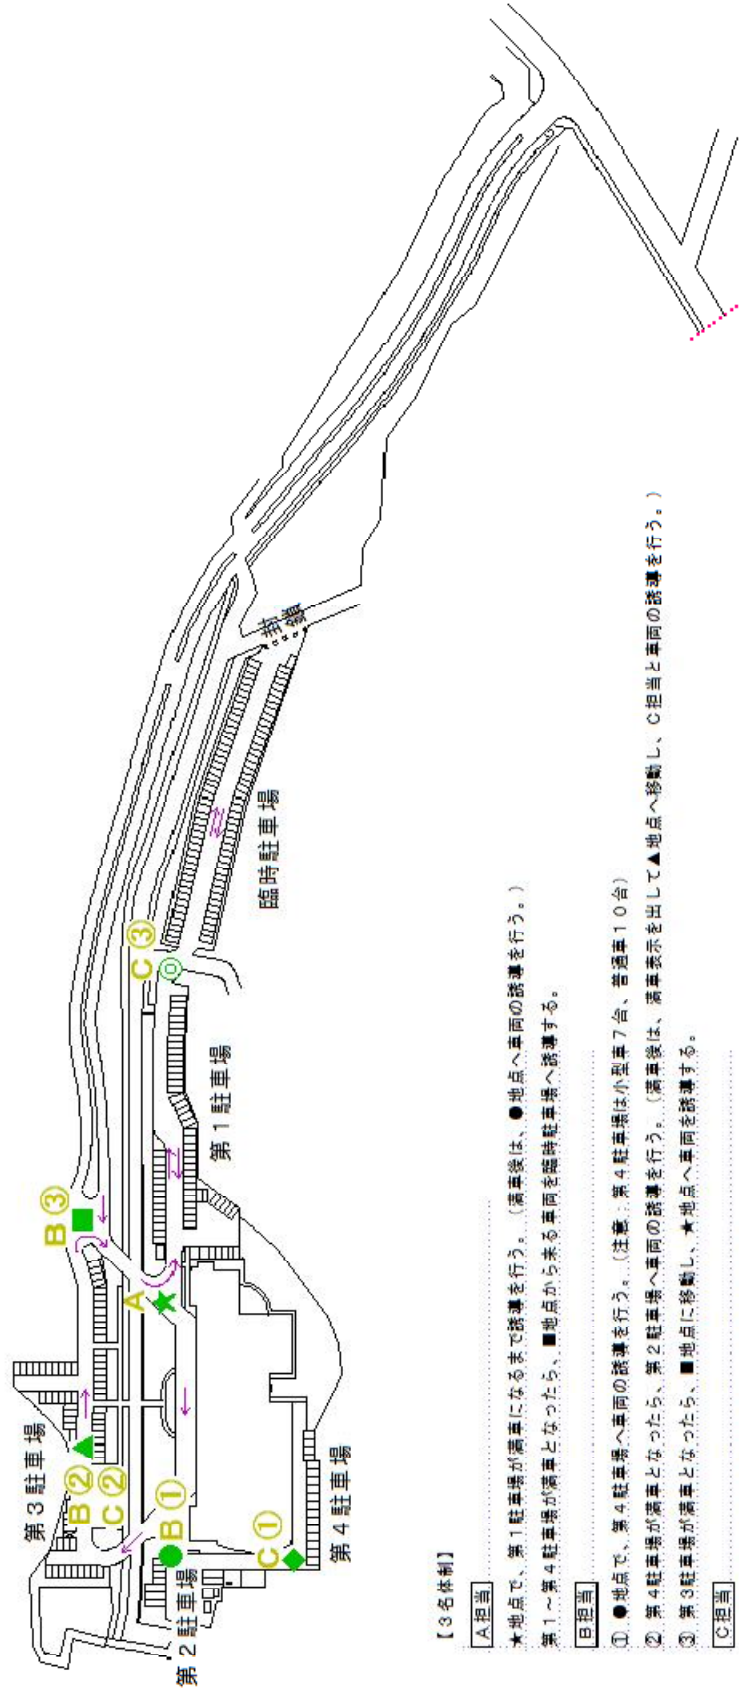 第３駐車場
B②
C②
B③
A
第２駐車場
B①
C①
第４駐車場
第１駐車場
C③
臨時駐車場
封鎖
【３名体制】
A担当
★地点で、第１駐車場が満車になるまで誘導を行う。（満車後は、●地点へ車両の誘導を行う。）
第１～第４駐車場が満車となったら、■地点から来る車両を臨時駐車場へ誘導する。
B担当
① ●地点で、第４駐車場へ車両の誘導を行う。（注意：第４駐車場は小型車７台、普通車１０台）
② 第４駐車場が満車となったら、第２駐車場へ車両の誘導を行う。（満車後は、満車表示を出して▲地点へ移動し、C担当と車両の誘導を行う。）
③ 第３駐車場が満車となったら、■地点に移動し、★地点へ車両を誘導する。
C担当